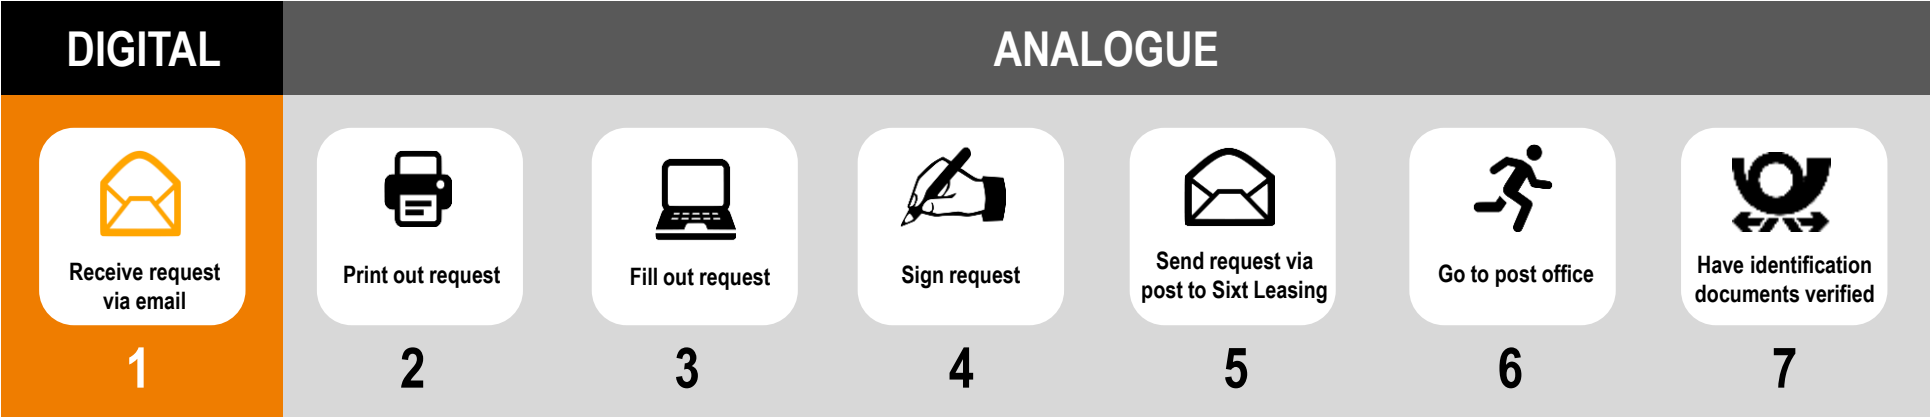 DIGITAL
ANALOGUE
Receive request
via email
Print out request
Fill out request
Sign request
Send request via
post to Sixt Leasing
Go to post office
Have identification
documents verified
1
2
3
4
5
6
7